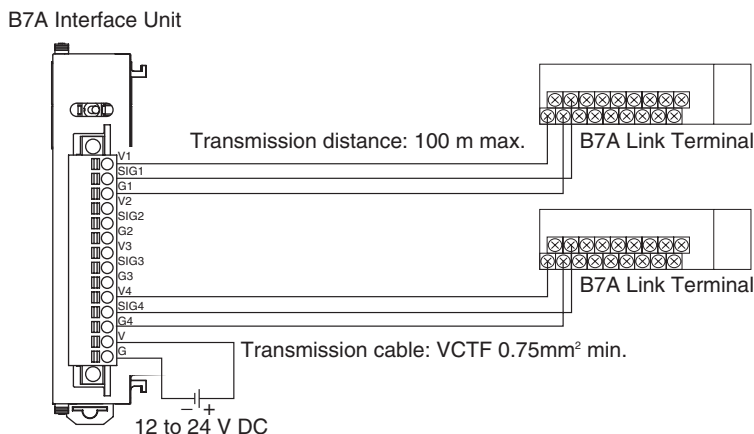 B7A Interface Unit
Transmission distance: 100 m max.
B7A Link Terminal
V1
SIG1
G1
V2
SIG2
G2
V3
SIG3
G3
B7A Link Terminal
V4
SIG4
G4
V
G
Transmission cable: VCTF 0.75mm² min.
− +
12 to 24 V DC